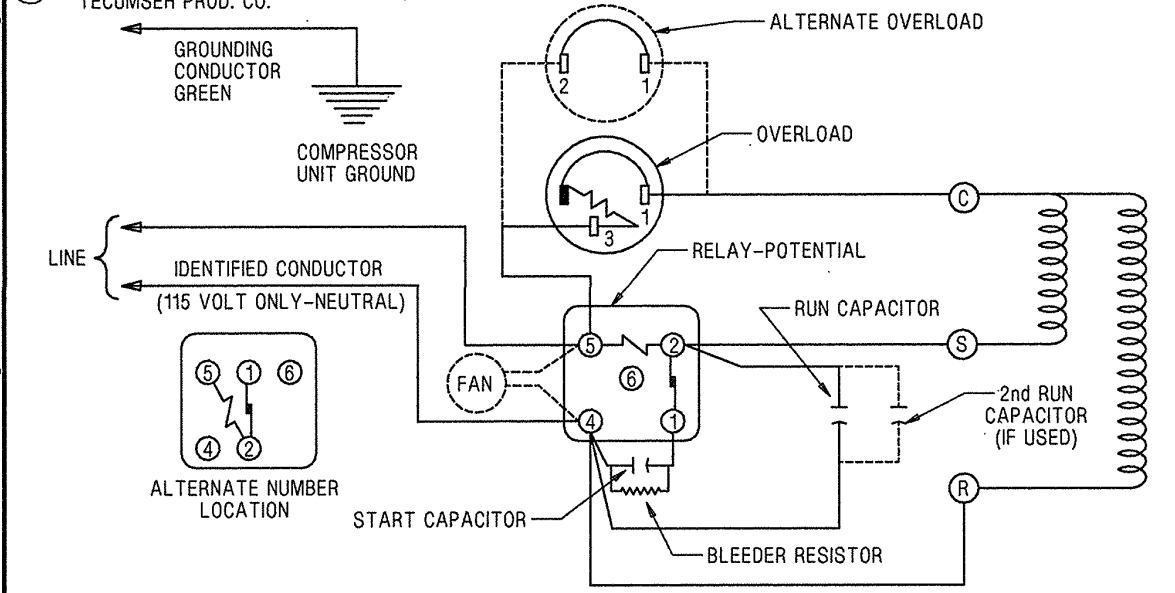 TECUMSEH PROD. CO.
GROUNDING
CONDUCTOR
GREEN
COMPRESSOR
UNIT GROUND
ALTERNATE OVERLOAD
2
1
OVERLOAD
1
3
C
LINE
IDENTIFIED CONDUCTOR
(115 VOLT ONLY-NEUTRAL)
RELAY-POTENTIAL
RUN CAPACITOR
5
2
S
FAN
6
4
1
2nd RUN
CAPACITOR
(IF USED)
5
1
6
4
2
ALTERNATE NUMBER
LOCATION
R
START CAPACITOR
BLEEDER RESISTOR